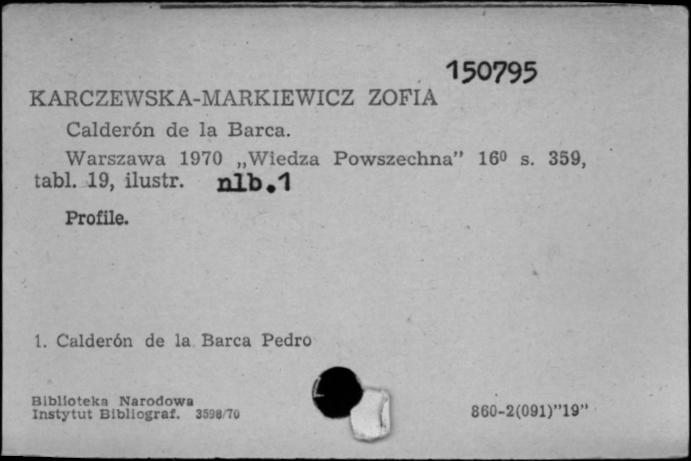 150795
KARCZEWSKA-MARKIEWICZ ZOFIA
Calderón de la Barca.
Warszawa 1970 „Wiedza Powszechna” 16⁰ s. 359,
tabl. 19, ilustr. nlb.1
Profile.
1. Calderón de la Barca Pedro
Biblioteka Narodowa
Instytut Bibliograf. 3598/70
860-2(091)”19”